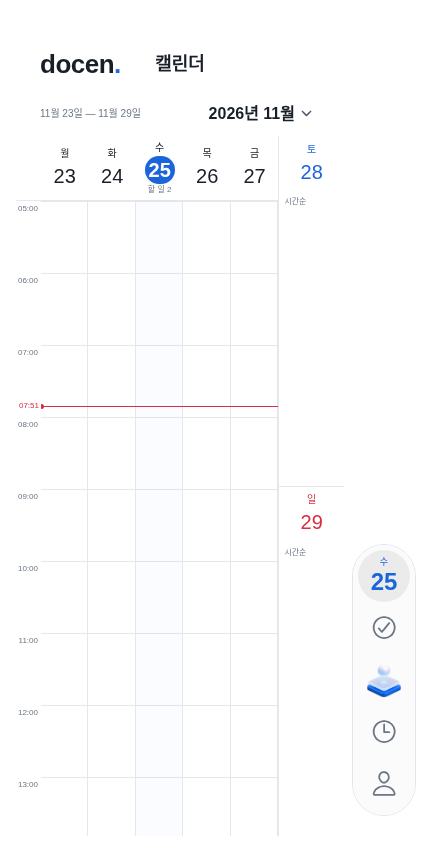 docen.
캘린더
11월 23일 — 11월 29일
2026년 11월
월
23
화
24
수
25
할 일 2
목
26
금
27
토
28
시간순
05:00
06:00
07:00
07:51
08:00
09:00
10:00
11:00
12:00
13:00
일
29
시간순
수
25